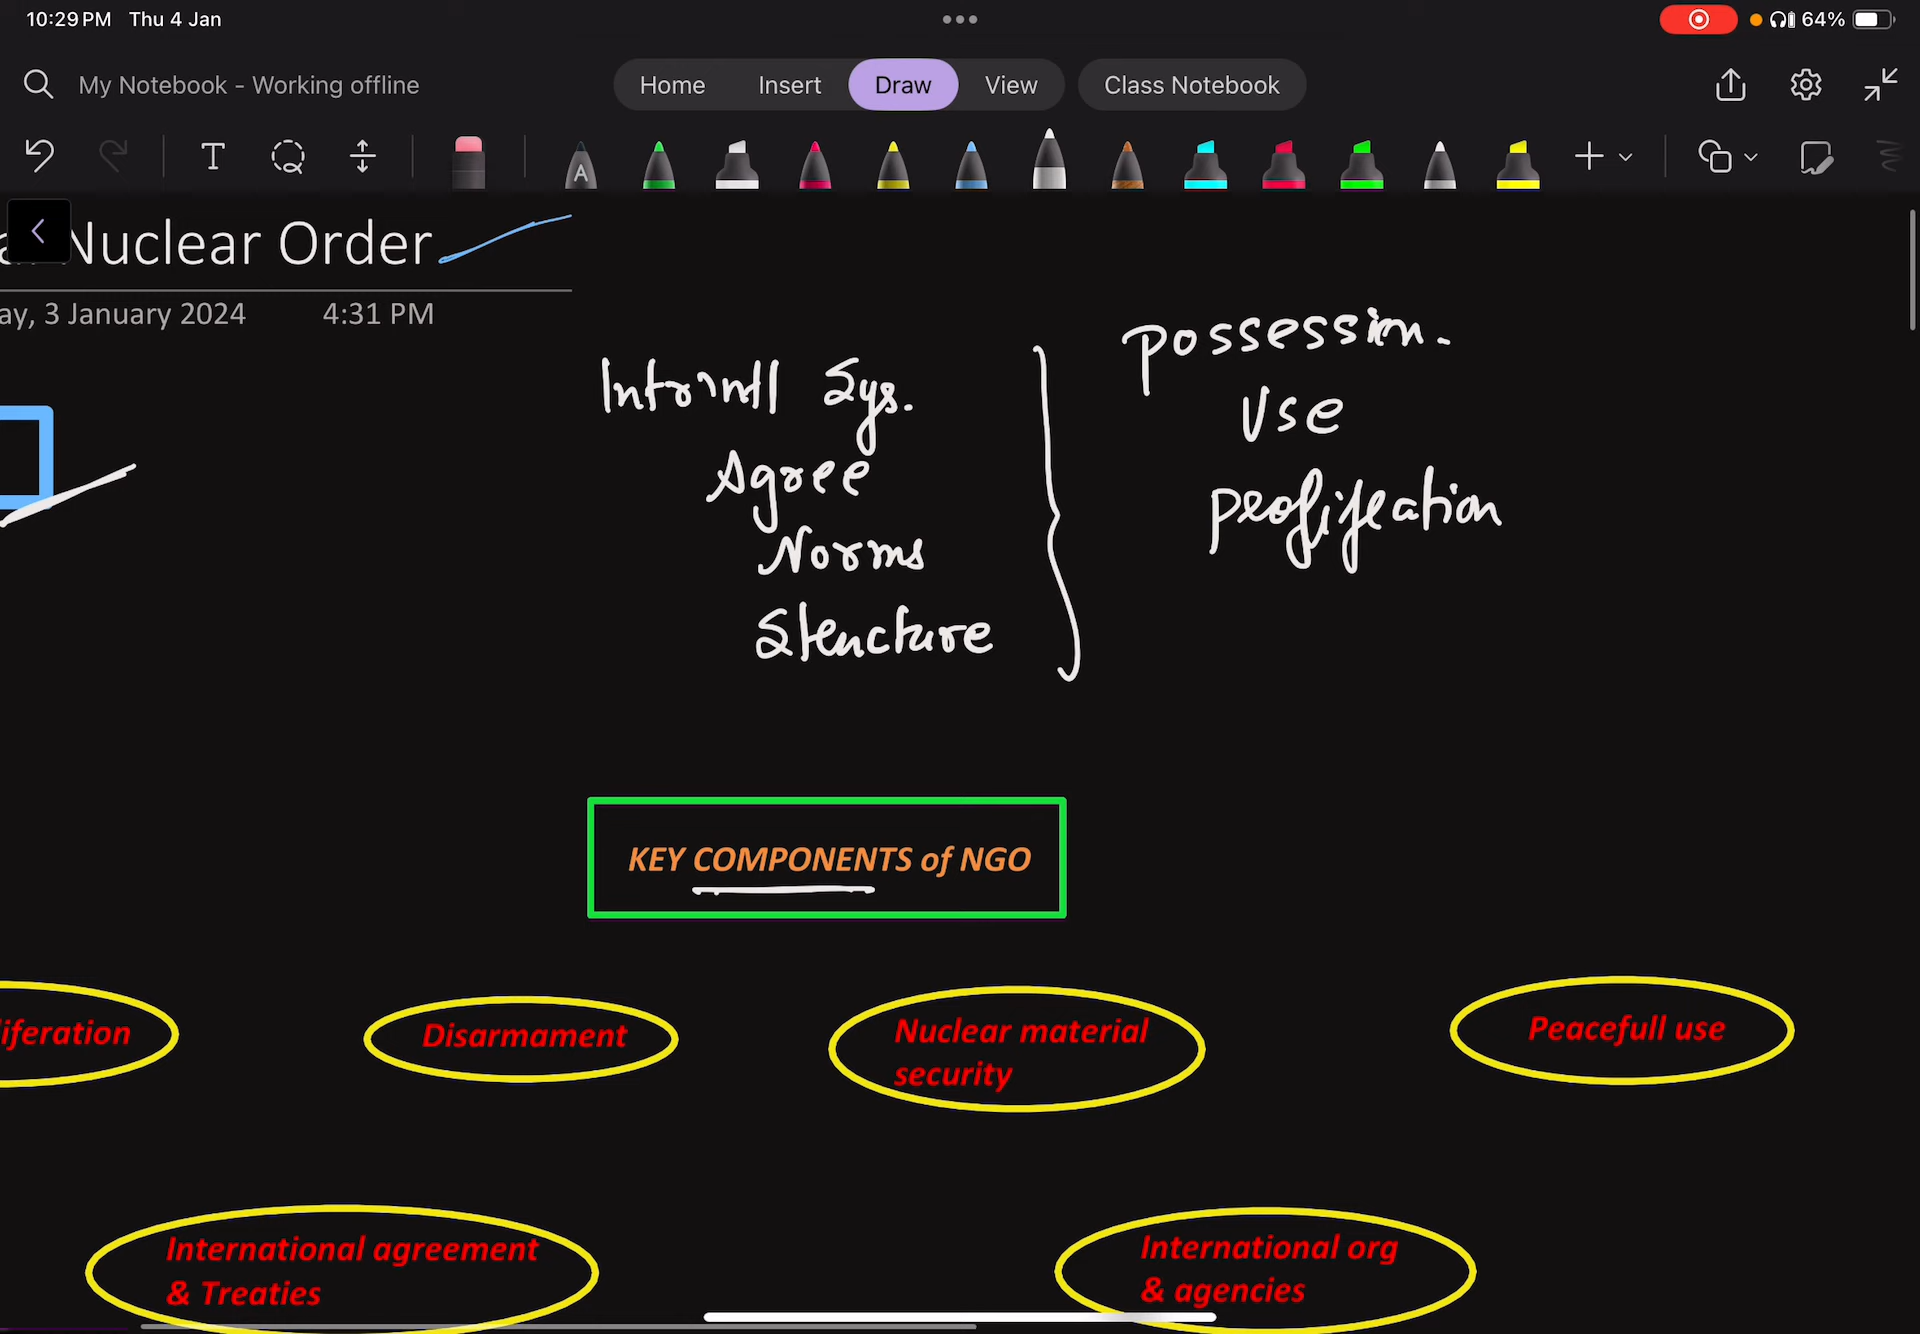 10:29 PM Thu 4 Jan
64%
My Notebook - Working offline
Home Insert Draw View Class Notebook
T
A
Nuclear Order
ay, 3 January 2024 4:31 PM
Sys.
Agree
Norms
Structure
possession.
Use
KEY COMPONENTS of NGO
liferation
Disarmament
Nuclear material
security
Peacefull use
International agreement
& Treaties
International org
& agencies